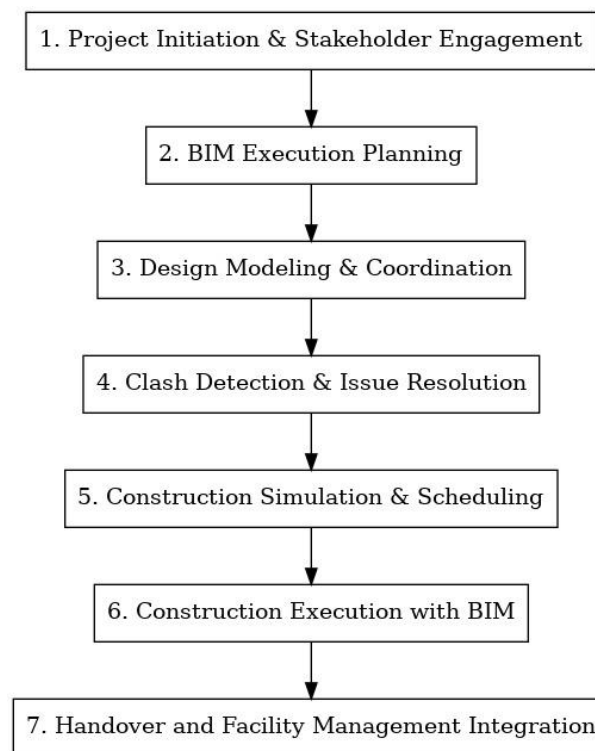 1. Project Initiation & Stakeholder Engagement
2. BIM Execution Planning
3. Design Modeling & Coordination
4. Clash Detection & Issue Resolution
5. Construction Simulation & Scheduling
6. Construction Execution with BIM
7. Handover and Facility Management Integration